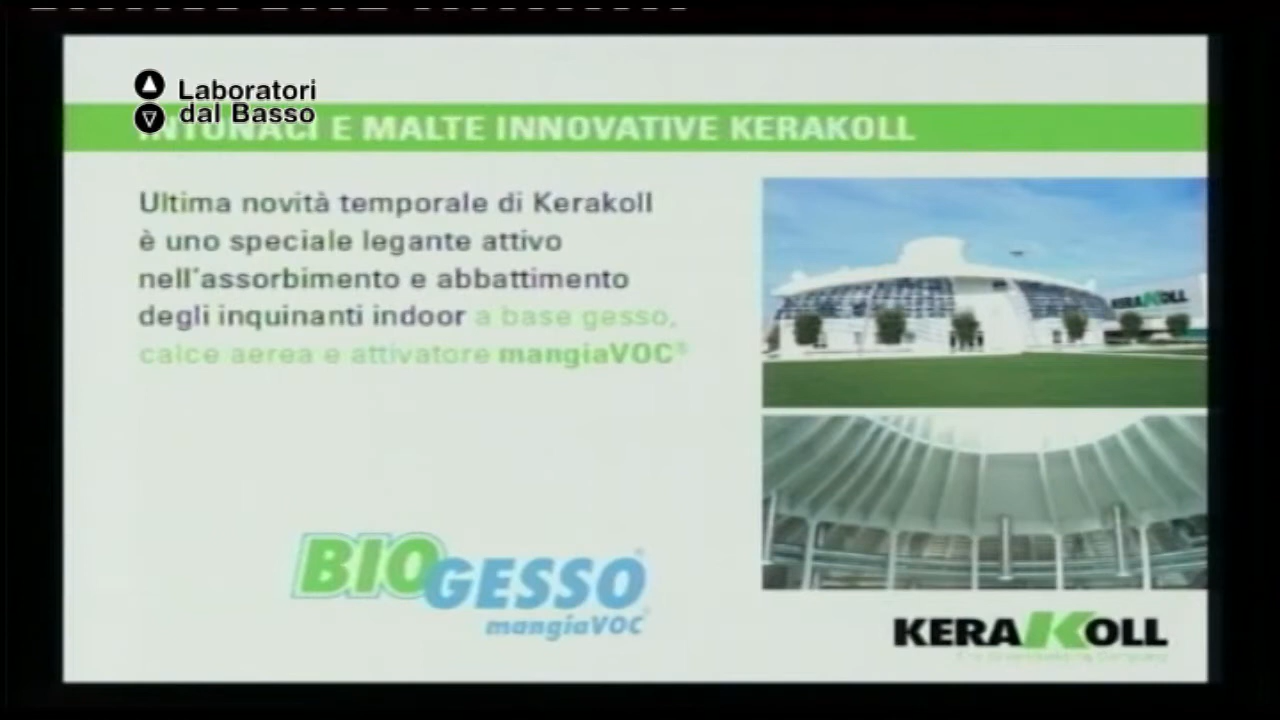 Laboratori
dal Basso
INTONACI E MALTE INNOVATIVE KERAKOLL
Ultima novità temporale di Kerakoll
è uno speciale legante attivo
nell'assorbimento e abbattimento
degli inquinanti indoor a base gesso,
calce aerea e attivatore mangiaVOC®
KERAKOLL
BIOGESSO®
mangiaVOC®
KERAKOLL